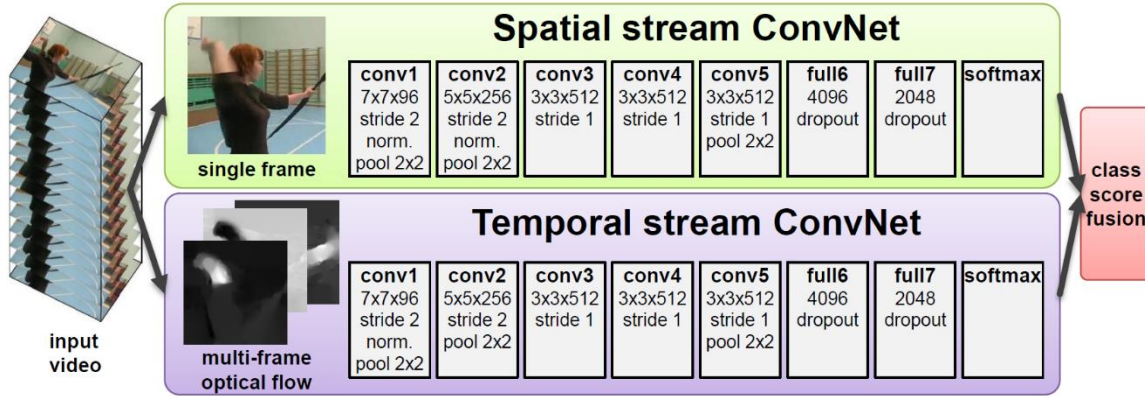 Spatial stream ConvNet
conv1
7x7x96
stride 2
norm.
pool 2x2
conv2
5x5x256
stride 2
norm.
pool 2x2
conv3
3x3x512
stride 1
conv4
3x3x512
stride 1
conv5
3x3x512
stride 1
pool 2x2
full6
4096
dropout
full7
2048
dropout
softmax
single frame
Temporal stream ConvNet
conv1
7x7x96
stride 2
norm.
pool 2x2
conv2
5x5x256
stride 2
pool 2x2
conv3
3x3x512
stride 1
conv4
3x3x512
stride 1
conv5
3x3x512
stride 1
pool 2x2
full6
4096
dropout
full7
2048
dropout
softmax
multi-frame
optical flow
input
video
class
score
fusion